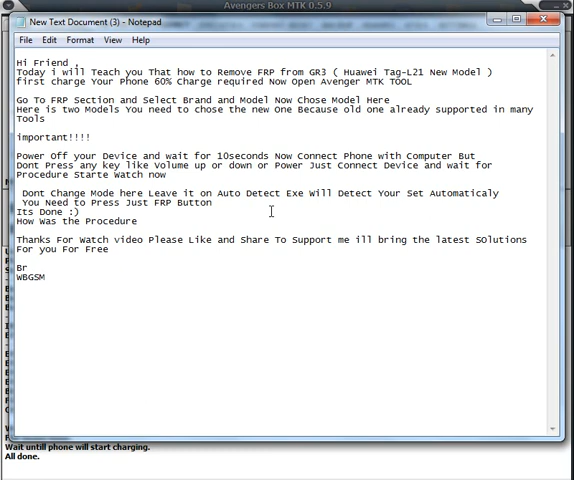 Avengers Box MTK 0.5.9
New Text Document (3) - Notepad
File Edit Format View Help
Hi Friend ,
Today i will Teach you That how to Remove FRP from GR3 ( Huawei Tag-L21 New Model )
first charge Your Phone 60% Charge required Now Open Avenger MTK TOOL
Go To FRP Section and Select Brand and Model Now Chose Model Here
Here is two Models You need to chose the new One Because old one already supported in many
Tools
important!!!!
Power Off your Device and wait for 10seconds Now Connect Phone with Computer But
Dont Press any key like Volume up or down or Power Just Connect Device and wait for
Procedure Starte Watch now
Dont Change Mode here Leave it on Auto Detect Exe Will Detect Your Set Automaticaly
You Need to Press Just FRP Button
Its Done :)
How Was the Procedure
Thanks For Watch video Please Like and Share To Support me ill bring the latest SOlutions
For you For Free
Br
WBGSM
Wait untill phone will start charging.
All done.